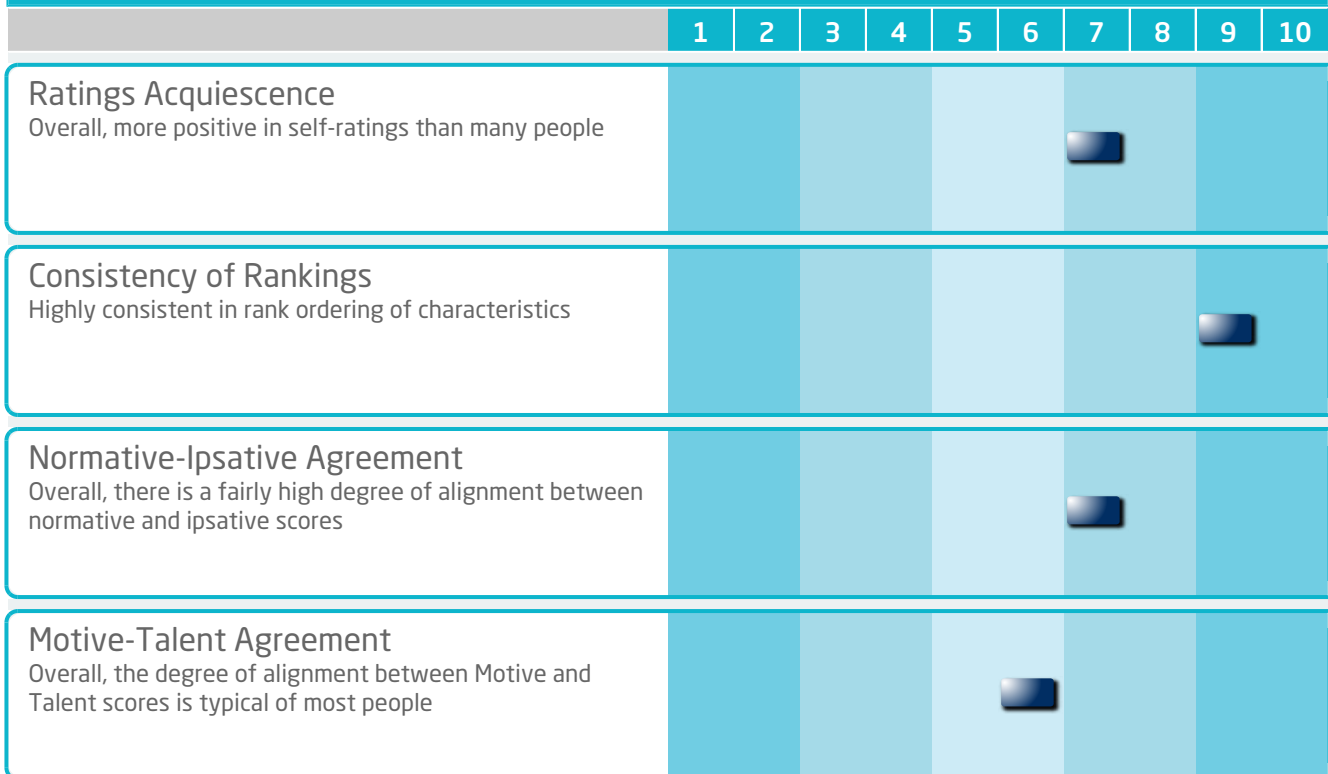 1 2 3 4 5 6 7 8 9 10
Ratings Acquiescence
Overall, more positive in self-ratings than many people
Consistency of Rankings
Highly consistent in rank ordering of characteristics
Normative-Ipsative Agreement
Overall, there is a fairly high degree of alignment between
normative and ipsative scores
Motive-Talent Agreement
Overall, the degree of alignment between Motive and
Talent scores is typical of most people